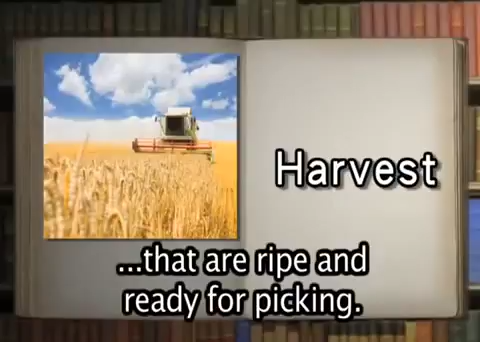 Harvest
...that are ripe and
ready for picking.